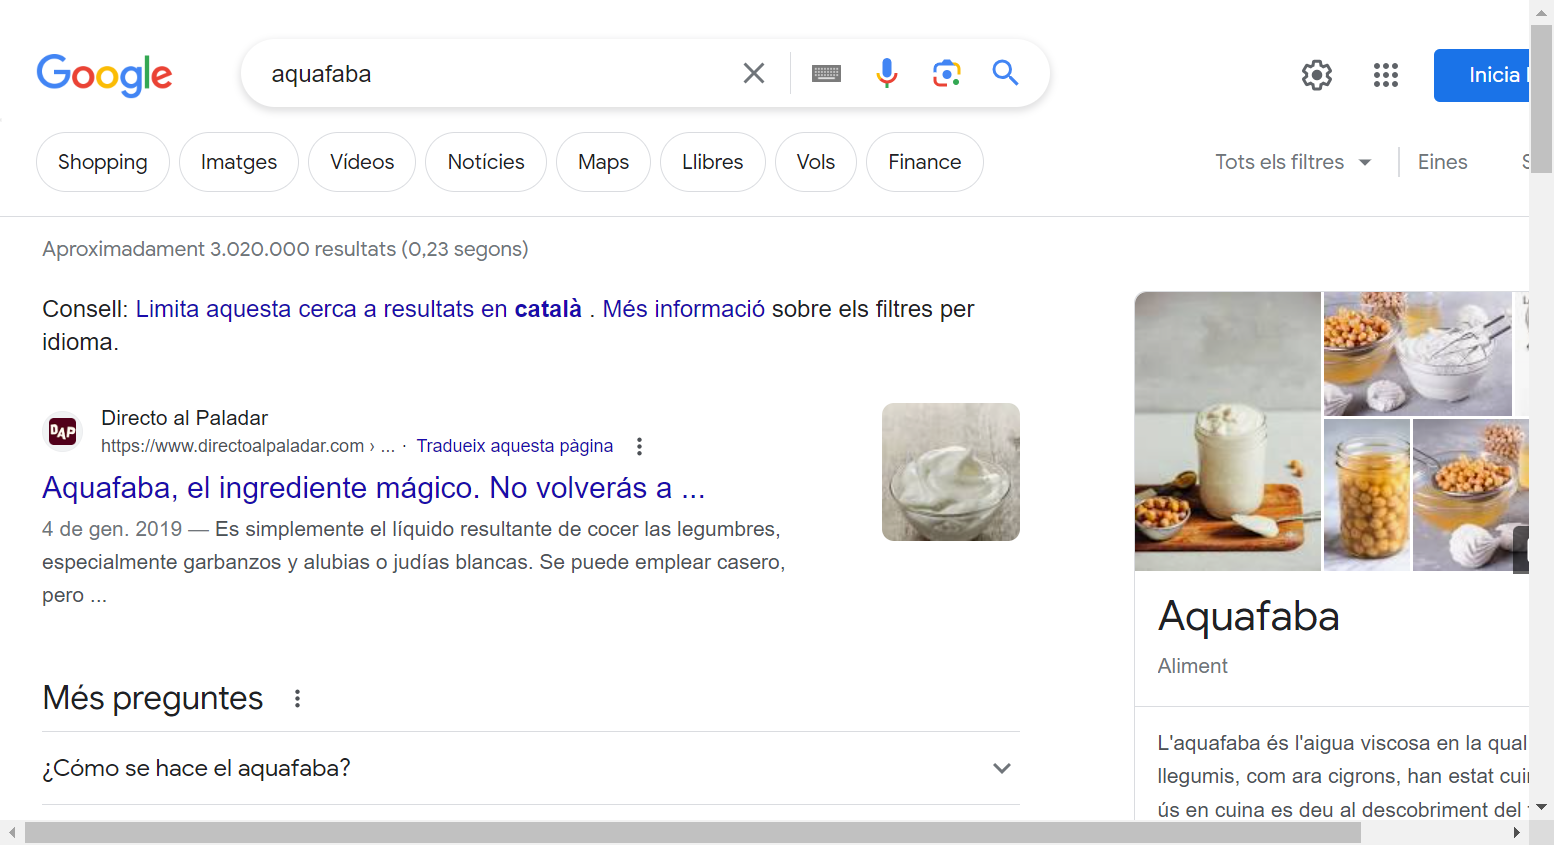 Google
aquafaba
Inicia
Shopping
Imatges
Vídeos
Notícies
Maps
Llibres
Vols
Finance
Tots els filtres
Eines
Aproximadament 3.020.000 resultats (0,23 segons)
Consell: Limita aquesta cerca a resultats en català . Més informació sobre els filtres per
idioma.
DAP
Directo al Paladar
https://www.directoalpaladar.com › ... · Tradueix aquesta pàgina
Aquafaba, el ingrediente mágico. No volverás a ...
4 de gen. 2019 — Es simplemente el líquido resultante de cocer las legumbres,
especialmente garbanzos y alubias o judías blancas. Se puede emplear casero,
pero ...
Més preguntes
¿Cómo se hace el aquafaba?
Aquafaba
Aliment
L'aquafaba és l'aigua viscosa en la qual
llegumis, com ara cigrons, han estat cui
ús en cuina es deu al descobriment del